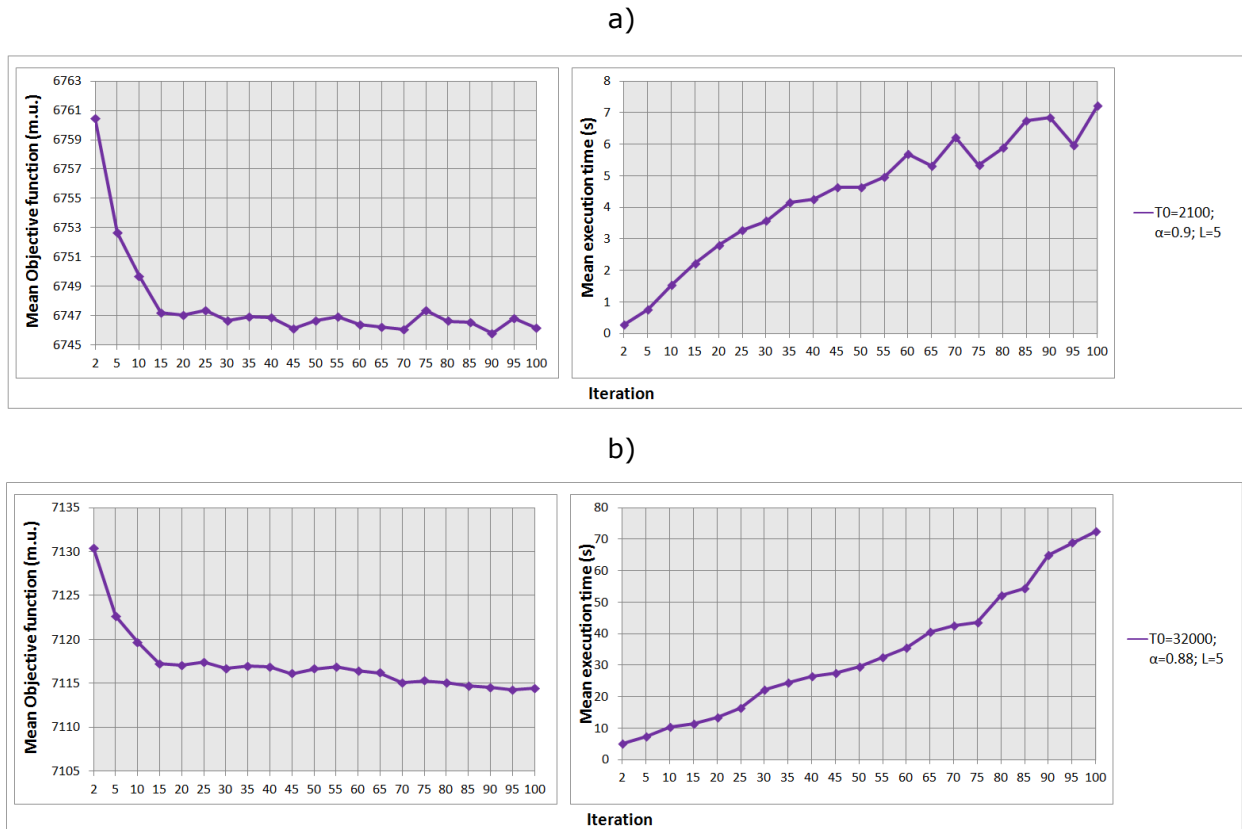 a)
Mean Objective function (m.u.)
6763
6761
6759
6757
6755
6753
6751
6749
6747
6745
2 5 10 15 20 25 30 35 40 45 50 55 60 65 70 75 80 85 90 95 100
Mean execution time (s)
8
7
6
5
4
3
2
1
0
2 5 10 15 20 25 30 35 40 45 50 55 60 65 70 75 80 85 90 95 100
T0=2100;
α=0.9; L=5
Iteration
b)
Mean Objective function (m.u.)
7135
7130
7125
7120
7115
7110
7105
2 5 10 15 20 25 30 35 40 45 50 55 60 65 70 75 80 85 90 95 100
Mean execution time (s)
80
70
60
50
40
30
20
10
0
2 5 10 15 20 25 30 35 40 45 50 55 60 65 70 75 80 85 90 95 100
T0=32000;
α=0.88; L=5
Iteration